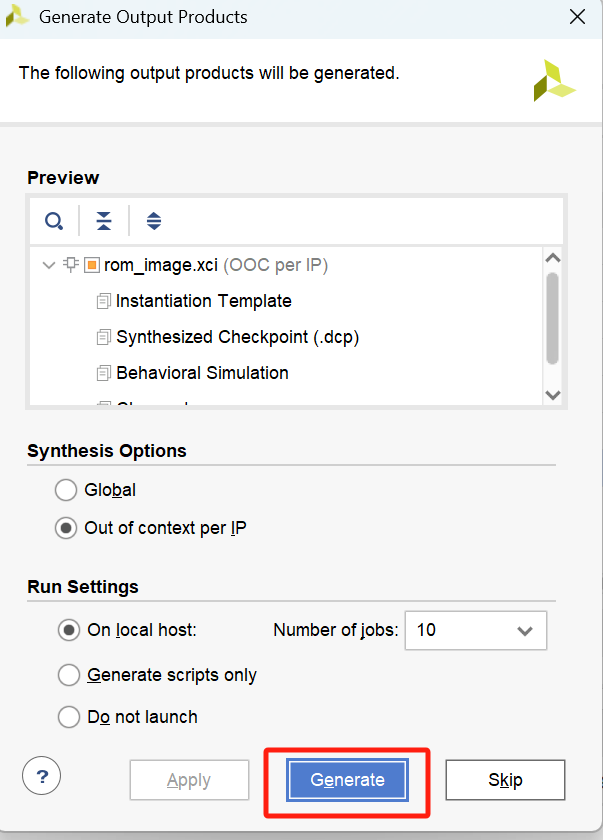 Generate Output Products
The following output products will be generated.
Preview
rom_image.xci (OOC per IP)
Instantiation Template
Synthesized Checkpoint (.dcp)
Behavioral Simulation
Synthesis Options
Global
Out of context per IP
Run Settings
On local host: Number of jobs: 10
Generate scripts only
Do not launch
? Apply Generate Skip